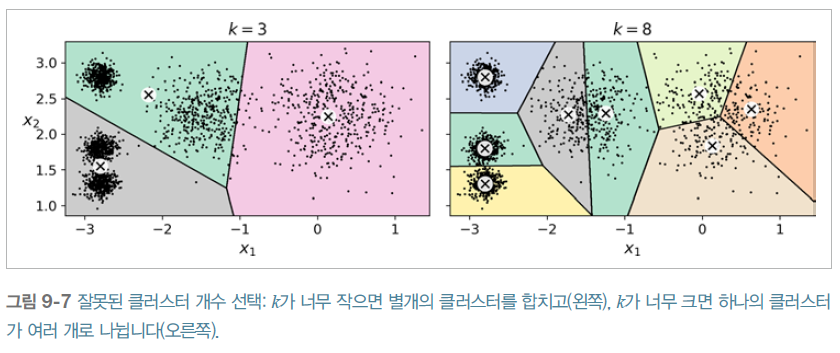 k = 3
k = 8
3.0
2.5
x₂ 2.0
1.5
1.0
−3 −2 −1 0 1
x₁
−3 −2 −1 0 1
x₁
그림 9-7 잘못된 클러스터 개수 선택: k가 너무 작으면 별개의 클러스터를 합치고(왼쪽), k가 너무 크면 하나의 클러스터
가 여러 개로 나뉩니다(오른쪽).